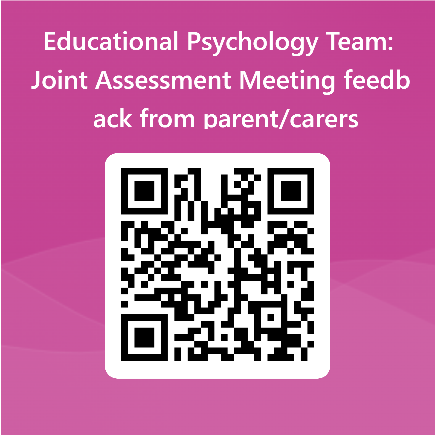 Educational Psychology Team:
Joint Assessment Meeting feedb
ack from parent/carers